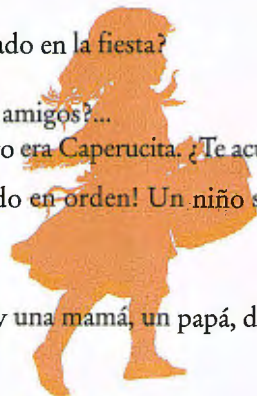 ado en la fiesta?
amigos?...
o era Caperucita. ¿Te acu
do en orden! Un niño s
y una mamá, un papá, d